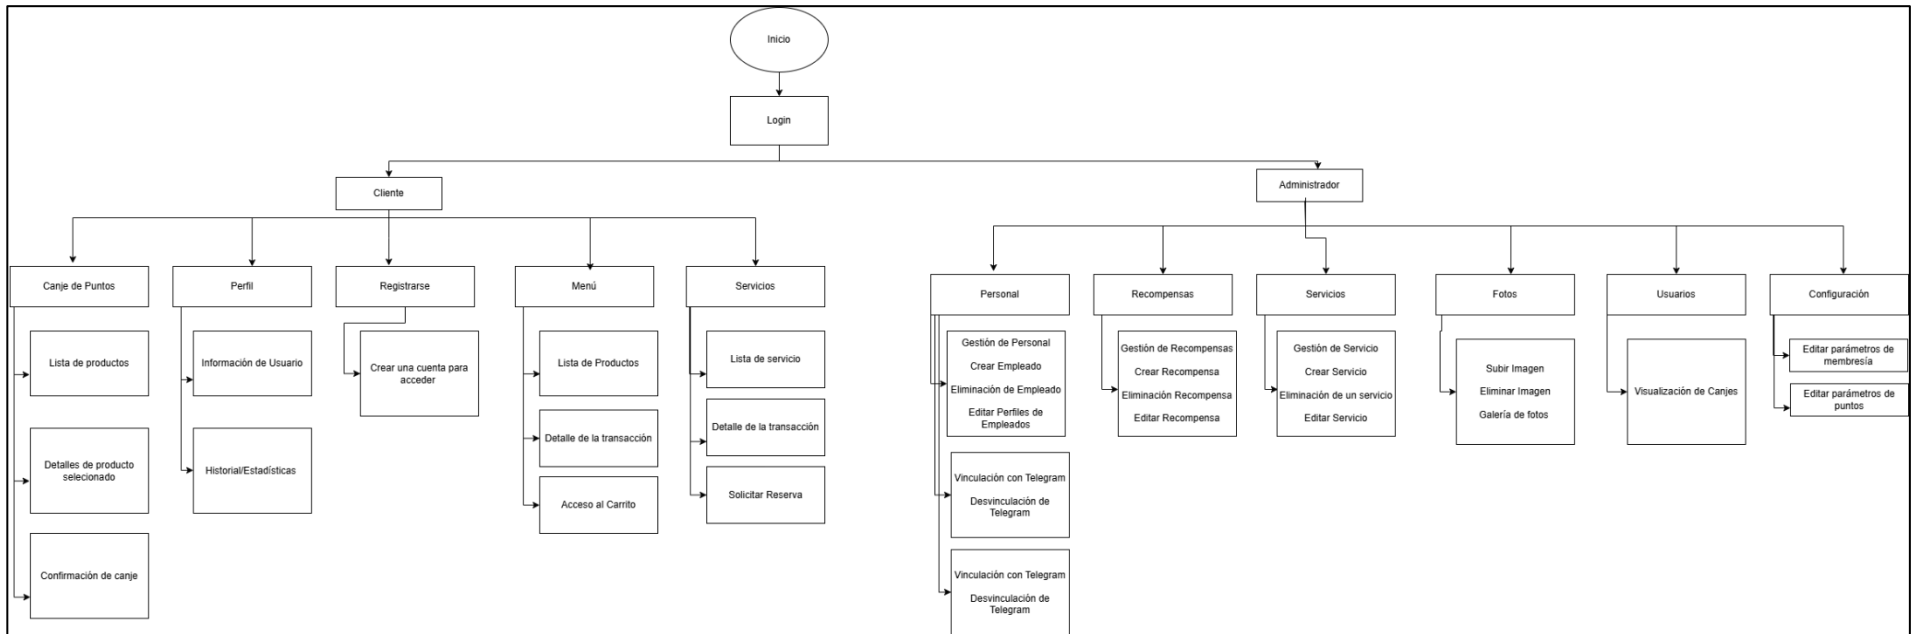 Inicio
Login
Cliente
Administrador
Canje de Puntos
Perfil
Registrarse
Menú
Servicios
Personal
Recompensas
Servicios
Fotos
Usuarios
Configuración
Lista de productos
Detalles de producto
selecionado
Confirmación de canje
Información de Usuario
Historial/Estadísticas
Crear una cuenta para
acceder
Lista de Productos
Detalle de la transacción
Acceso al Carrito
Lista de servicio
Detalle de la transacción
Solicitar Reserva
Gestión de Personal
Crear Empleado
Eliminación de Empleado
Editar Perfiles de
Empleados
Vinculación con Telegram
Desvinculación de
Telegram
Vinculación con Telegram
Desvinculación de
Telegram
Gestión de Recompensas
Crear Recompensa
Eliminación Recompensa
Editar Recompensa
Gestión de Servicio
Crear Servicio
Eliminación de un servicio
Editar Servicio
Subir Imagen
Eliminar Imagen
Galería de fotos
Visualización de Canjes
Editar parámetros de
membresía
Editar parámetros de
puntos